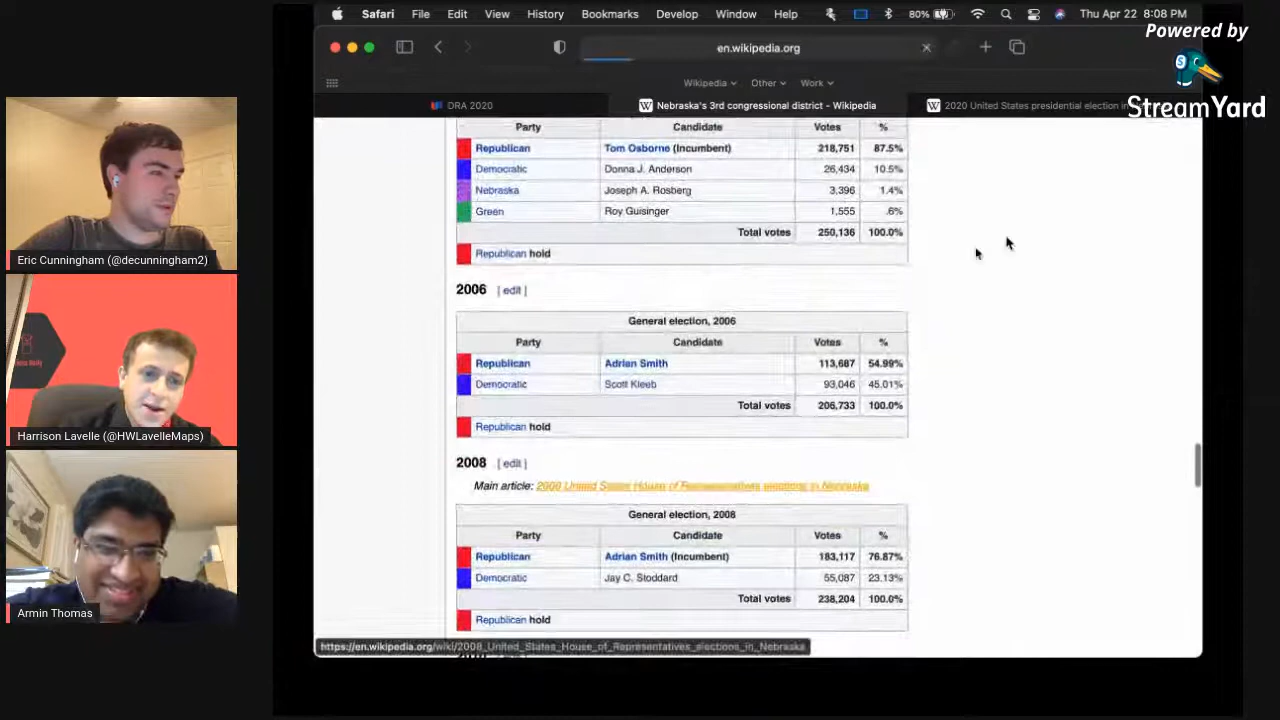 Safari File Edit View History Bookmarks Develop Window Help 80% Thu Apr 22 8:08 PM
Powered by
StreamYard
en.wikipedia.org
Wikipedia Other Work
DRA 2020
Nebraska's 3rd congressional district - Wikipedia
2020 United States presidential election in
Party Candidate Votes %
Republican Tom Osborne (Incumbent) 218,751 87.5%
Democratic Donna J. Anderson 26,434 10.5%
Nebraska Joseph A. Rosberg 3,396 1.4%
Green Roy Guisinger 1,555 .6%
Total votes 250,136 100.0%
Republican hold
2006 [ edit ]
General election, 2006
Party Candidate Votes %
Republican Adrian Smith 113,687 54.99%
Democratic Scott Kleeb 93,046 45.01%
Total votes 206,733 100.0%
Republican hold
2008 [ edit ]
Main article: 2008 United States House of Representatives elections in Nebraska
General election, 2008
Party Candidate Votes %
Republican Adrian Smith (Incumbent) 183,117 76.87%
Democratic Jay C. Stoddard 55,087 23.13%
Total votes 238,204 100.0%
Republican hold
https://en.wikipedia.org/wiki/2008_United_States_House_of_Representatives_elections_in_Nebraska
Eric Cunningham (@decunningham2)
Harrison Lavelle (@HWLavelleMaps)
Armin Thomas